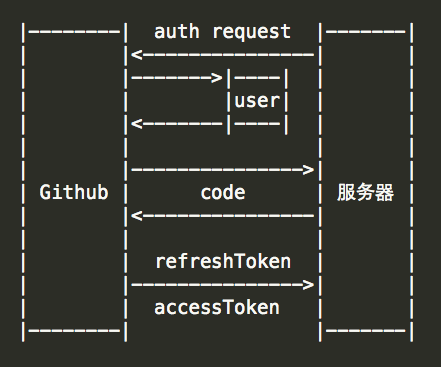 auth request
user
Github code 服务器
refreshToken
accessToken